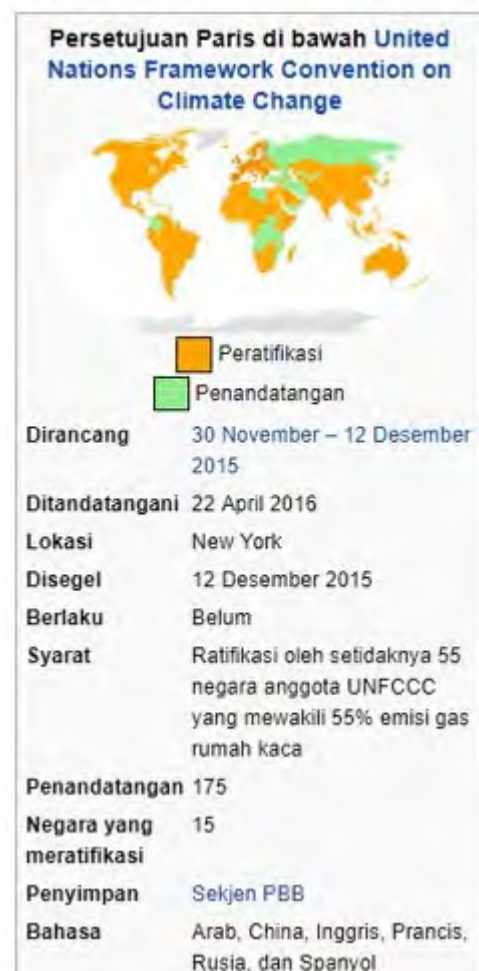 Persetujuan Paris di bawah United
Nations Framework Convention on
Climate Change
Peratifikasi
Penandatangan
Dirancang 30 November – 12 Desember
2015
Ditandatangani 22 April 2016
Lokasi New York
Disegel 12 Desember 2015
Berlaku Belum
Syarat Ratifikasi oleh setidaknya 55
negara anggota UNFCCC
yang mewakili 55% emisi gas
rumah kaca
Penandatangan 175
Negara yang 15
meratifikasi
Penyimpan Sekjen PBB
Bahasa Arab, China, Inggris, Prancis,
Rusia, dan Spanyol